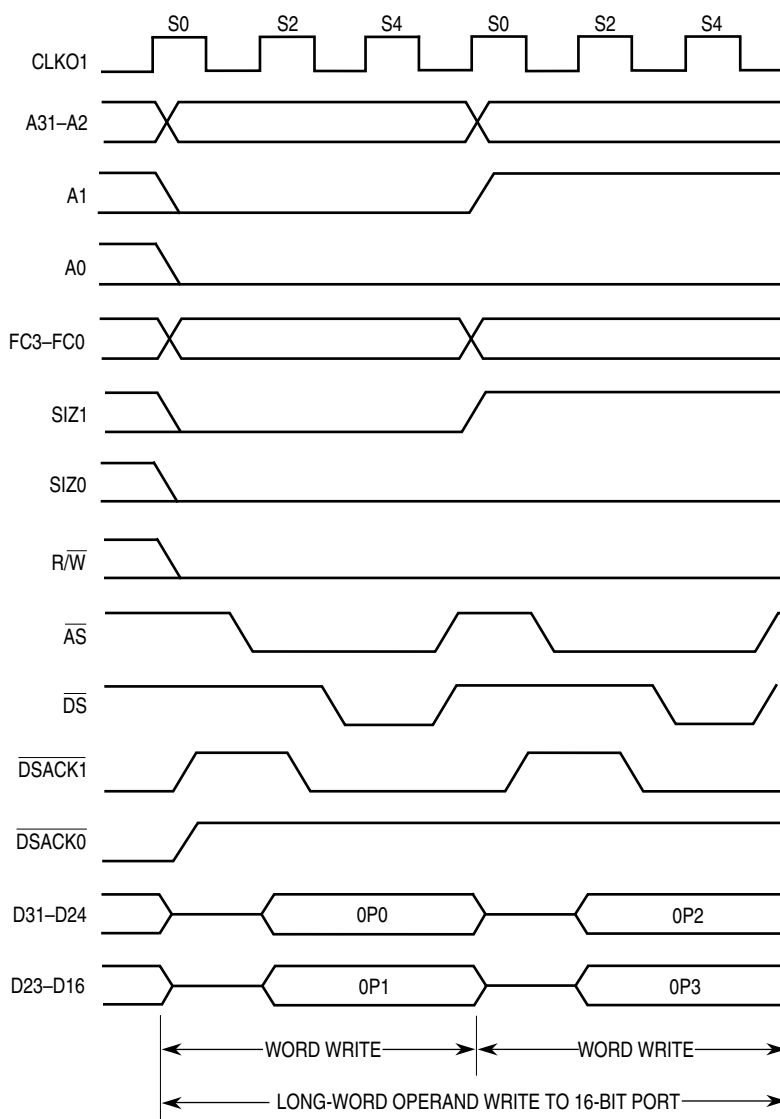 S0 S2 S4 S0 S2 S4
CLKO1
A31–A2
A1
A0
FC3–FC0
SIZ1
SIZ0
R/W
AS
DS
DSACK1
DSACK0
D31–D24 0P0 0P2
D23–D16 0P1 0P3
WORD WRITE WORD WRITE
LONG-WORD OPERAND WRITE TO 16-BIT PORT